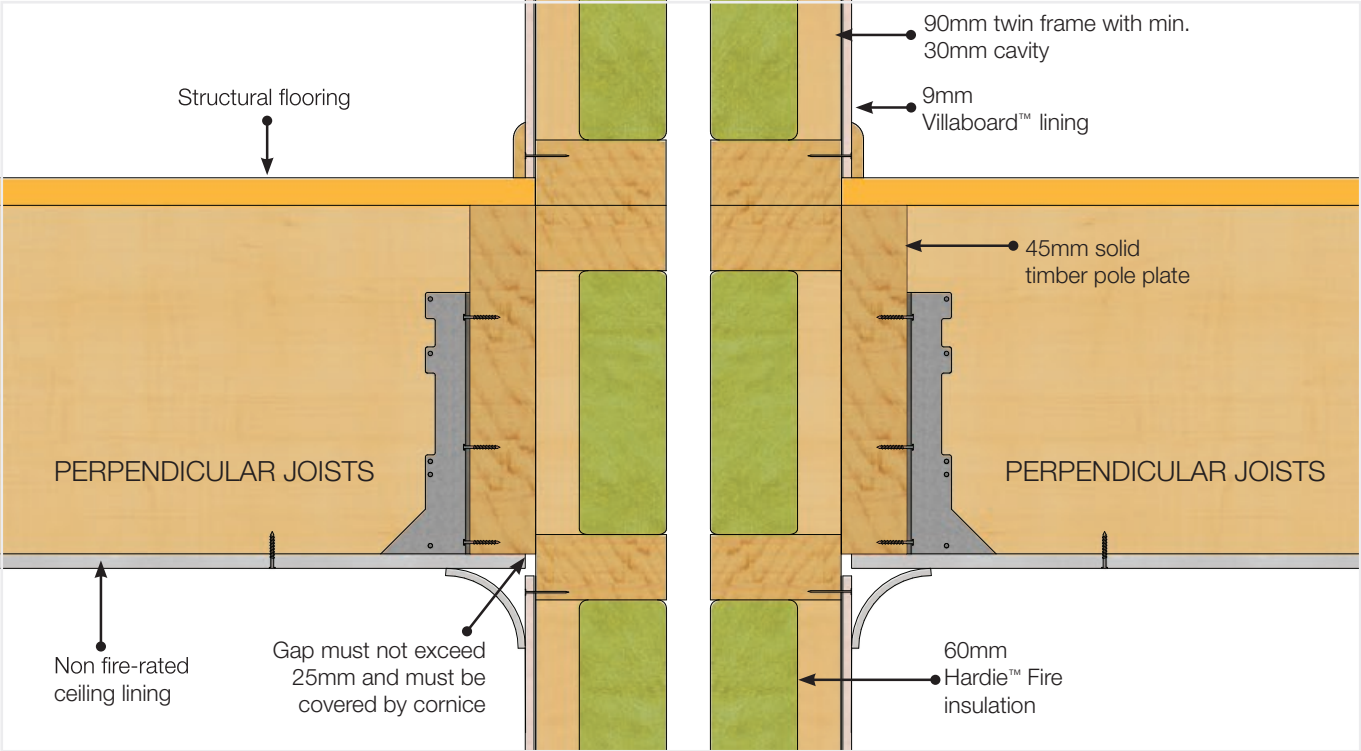 90mm twin frame with min.
30mm cavity
Structural flooring
9mm
Villaboard™ lining
45mm solid
timber pole plate
PERPENDICULAR JOISTS
PERPENDICULAR JOISTS
Non fire-rated
ceiling lining
Gap must not exceed
25mm and must be
covered by cornice
60mm
Hardie™ Fire
insulation